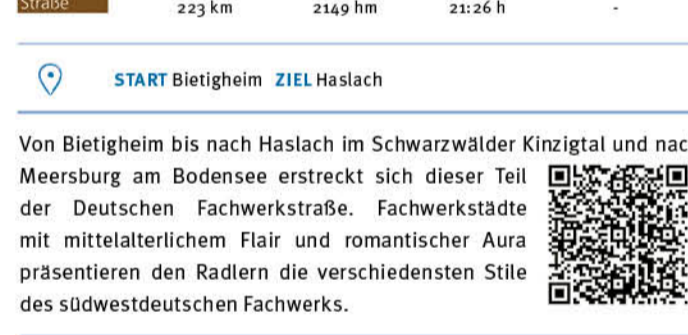 Straße
223 km 2149 hm 21:26 h -
START Bietigheim ZIEL Haslach
Von Bietigheim bis nach Haslach im Schwarzwälder Kinzigtal und nac
Meersburg am Bodensee erstreckt sich dieser Teil
der Deutschen Fachwerkstraße. Fachwerkstädte
mit mittelalterlichem Flair und romantischer Aura
präsentieren den Radlern die verschiedensten Stile
des südwestdeutschen Fachwerks.